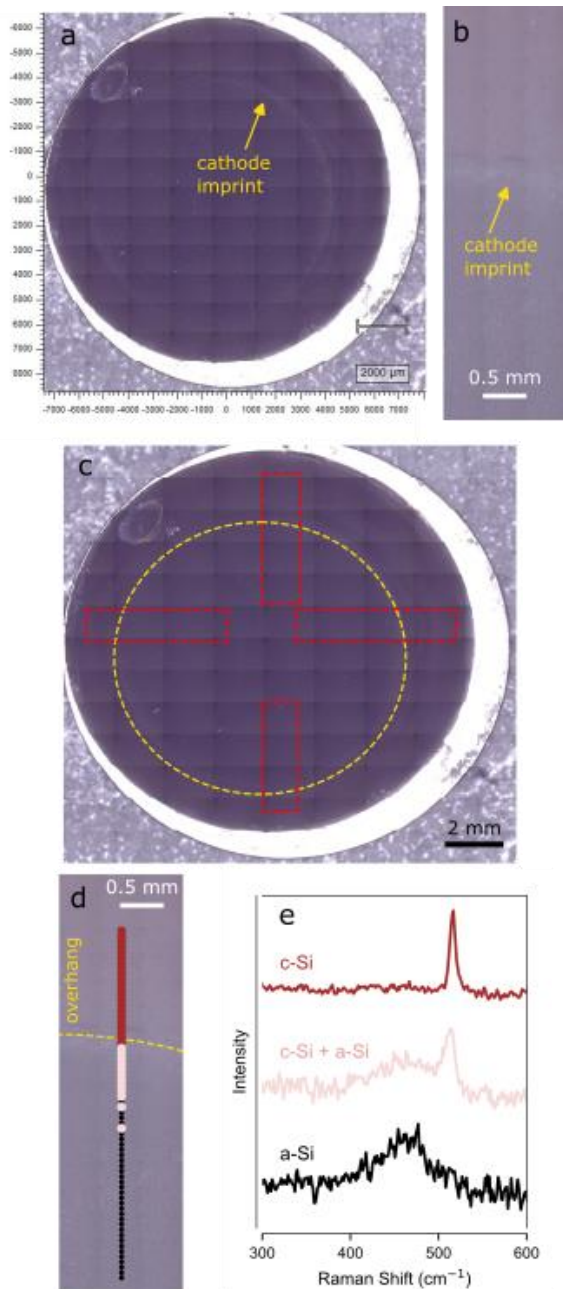 a
-6000
-5000
-4000
-3000
-2000
-1000
0
1000
2000
3000
4000
5000
6000
7000
8000
cathode
imprint
2000 µm
-7000 -6000 -5000 -4000 -3000 -2000 -1000 0 1000 2000 3000 4000 5000 6000 7000
b
cathode
imprint
0.5 mm
c
2 mm
d
0.5 mm
overhang
e
c-Si
c-Si + a-Si
a-Si
Intensity
300 400 500 600
Raman Shift (cm⁻¹)